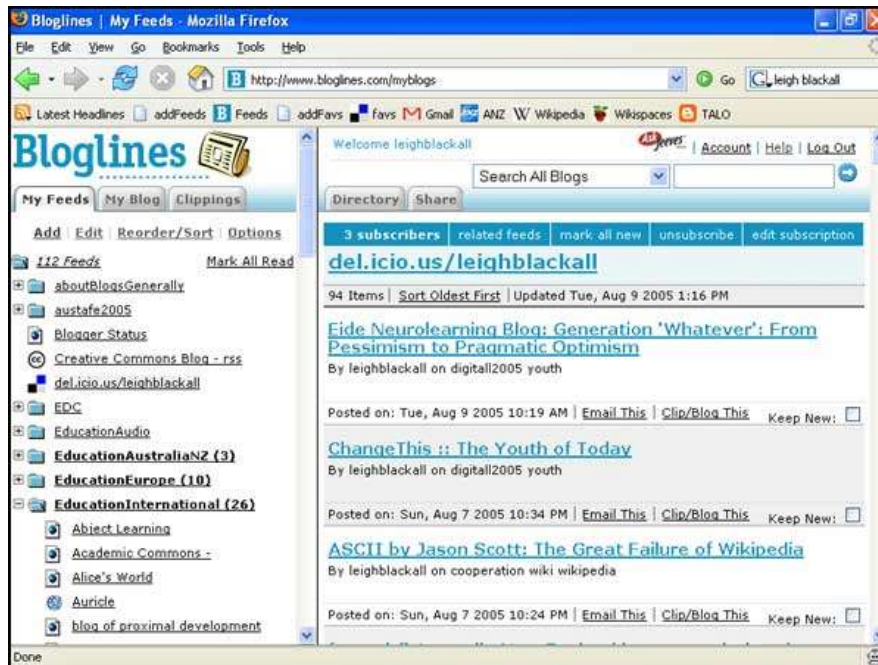 Bloglines | My Feeds - Mozilla Firefox
File Edit View Go Bookmarks Tools Help
http://www.bloglines.com/myblogs Go leigh blackall
Latest Headlines addFeeds Feeds addFavs favs Gmail ANZ Wikipedia Wikispaces TALO
Bloglines
My Feeds My Blog Clippings
Add | Edit | Reorder/Sort | Options
112 Feeds Mark All Read
aboutBlogsGenerally
austafe2005
Blogger Status
Creative Commons Blog - rss
del.icio.us/leighblackall
EDC
EducationAudio
EducationAustraliaNZ (3)
EducationEurope (10)
EducationInternational (26)
Abject Learning
Academic Commons -
Alice's World
Auricle
blog of proximal development
Welcome leighblackall
Ask Jeeves | Account | Help | Log Out
Search All Blogs
Directory Share
3 subscribers related feeds mark all new unsubscribe edit subscription
del.icio.us/leighblackall
94 Items | Sort Oldest First | Updated Tue, Aug 9 2005 1:16 PM
Eide Neurolearning Blog: Generation 'Whatever': From
Pessimism to Pragmatic Optimism
By leighblackall on digitall2005 youth
Posted on: Tue, Aug 9 2005 10:19 AM | Email This | Clip/Blog This Keep New:
ChangeThis :: The Youth of Today
By leighblackall on digitall2005 youth
Posted on: Sun, Aug 7 2005 10:34 PM | Email This | Clip/Blog This Keep New:
ASCII by Jason Scott: The Great Failure of Wikipedia
By leighblackall on cooperation wiki wikipedia
Posted on: Sun, Aug 7 2005 10:24 PM | Email This | Clip/Blog This Keep New:
Done